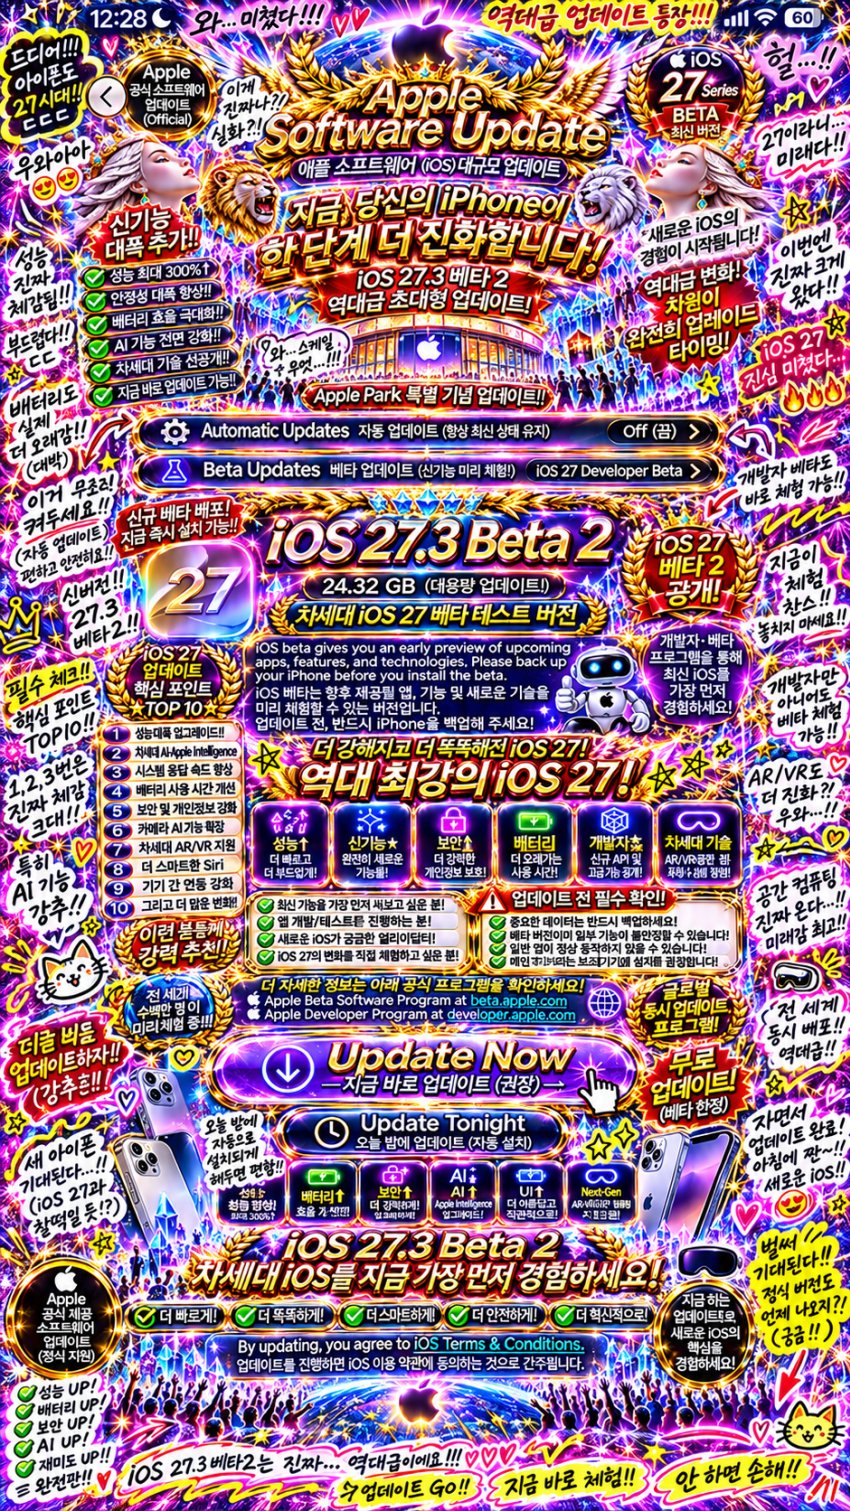 12:28
와... 미쳤다!!!
역대급 업데이트 등장!!!
60
드디어!!!
아이폰도
27시대!!
ㄷㄷㄷ
Apple
공식 소프트웨어
업데이트
(Official)
이게
진짜냐?!
실화?!
Apple
Software Update
애플 소프트웨어 (iOS) 대규모 업데이트
iOS
27 Series
BETA
최신 버전
헐...!!
27이라니...
미래다!!
우와아아
지금, 당신의 iPhone이
한 단계 더 진화합니다!
iOS 27.3 베타 2
역대급 초대형 업데이트!
신기능
대폭 추가!!
성능 최대 300%↑
안정성 대폭 향상!!
배터리 효율 극대화!!
AI 기능 전면 강화!!
차세대 기술 선공개!!
지금 바로 업데이트 가능!!
새로운 iOS의
경험이 시작됩니다!
역대급 변화!
차원이
완전히 업레이드
타이밍!!
이번엔
진짜 크게
왔다!!
성능
진짜
체감됨!!
부드럽다!!
ㄷㄷ
와... 스케일
무엇...!!!
Apple Park 특별 기념 업데이트!!
iOS 27
진심 미쳤다...
배터리도
실제
더 오래감!!
(대박)
Automatic Updates 자동 업데이트 (항상 최신 상태 유지) Off (끔)
Beta Updates 베타 업데이트 (신기능 미리 체험!) iOS 27 Developer Beta
개발자 베타도
바로 체험 가능!!
이거 무조건!
켜두세요!!
(자동 업데이트)
편하고 안전히요!!
신규 베타 배포!
지금 즉시 설치 가능!!
27
iOS 27.3 Beta 2
24.32 GB (대용량 업데이트!)
차세대 iOS 27 베타 테스트 버전
iOS 27
베타 2
공개!
지금이
체험
찬스!!
놓치지 마세요!!
신버전!!
27.3
베타2!!
iOS 27
업데이트
핵심 포인트
TOP 10
iOS beta gives you an early preview of upcoming
apps, features, and technologies. Please back up
your iPhone before you install the beta.
iOS 베타는 향후 제공될 앱, 기능 및 새로운 기술을
미리 체험할 수 있는 버전입니다.
업데이트 전, 반드시 iPhone을 백업해 주세요!
개발자·베타
프로그램을 통해
최신 iOS를
가장 먼저
경험하세요!
필수 체크!!
핵심 포인트
TOP10!!
개발자만
아니어도
베타 체험
가능!!
1 성능 대폭 업그레이드!!
2 차세대 AI·Apple Intelligence
3 시스템 응답 속도 향상
4 배터리 사용 시간 개선
5 보안 및 개인정보 강화
6 카메라 AI 기능 확장
7 차세대 AR/VR 지원
8 더 스마트한 Siri
9 기기 간 연동 강화
10 그리고 더 많은 변화!!
더 강해지고 더 똑똑해진 iOS 27!
역대 최강의 iOS 27!
1,2,3번은
진짜 체감
크대!!
AR/VR도
더 진화?!
우와...!!
성능↑
더 빠르고
더 부드럽게!
신기능★
완전히 새로운
기능들!
보안↑
더 강력한
개인정보 보호!
배터리
더 오래가는
사용 시간!
개발자★
신규 API 및
고급 기능 공개!
차세대 기술
특히
AI 기능
강추!!
이런 분들께
강력 추천!!
최신 기능을 가장 먼저 써보고 싶은 분!
앱 개발/테스트를 진행하는 분!
새로운 iOS가 궁금한 얼리어답터!
iOS 27의 변화를 직접 체험하고 싶은 분!
업데이트 전 필수 확인!
중요한 데이터는 반드시 백업하세요!
베타 버전이며 일부 기능이 불안정할 수 있습니다!
일반 앱이 정상 동작하지 않을 수 있습니다!
공간 컴퓨팅
진짜 온다...!!
미래감 최고!!
전 세계
수백만 명이
미리 체험 중!!!
더 자세한 정보는 아래 공식 프로그램을 확인하세요!
Apple Beta Software Program at beta.apple.com
Apple Developer Program at developer.apple.com
글로벌
동시 업데이트
프로그램!
전 세계
동시 배포!!
역대급!!
업데이트하자!!
(강추!!)
Update Now
지금 바로 업데이트 (권장)
무료
업데이트!
(베타 한정)
Update Tonight
오늘 밤에 업데이트 (자동 설치)
오늘 밤에
자동으로
설치되게
해두면 편함!!
자면서
업데이트 완료!
아침에 짠~!!
새로운 iOS!!
새 아이폰
기대된다...!!
(iOS 27과
찰떡일 듯!?)
배터리↑
보안↑
더 강력하게!
AI
AI↑
Apple Intelligence
업그레이드!
UI↑
더 아름답고
직관적으로!
Next-Gen
iOS 27.3 Beta 2
차세대 iOS를 지금 가장 먼저 경험하세요!
벌써
기대된다!!
정식 버전도
언제 나오지?!
(궁금!!)
Apple
공식 제공
소프트웨어
업데이트
(정식 지원)
더 빠르게!
더 똑똑하게!
더 스마트하게!
더 안전하게!
더 혁신적으로!
지금 하는
업데이트로,
새로운 iOS의
핵심을
경험하세요!
By updating, you agree to iOS Terms & Conditions.
업데이트를 진행하면 iOS 이용 약관에 동의하는 것으로 간주됩니다.
성능 UP!
배터리 UP!
보안 UP!
AI UP!
재미도 UP!!
= 완전판!!
iOS 27.3 베타2는 진짜... 역대급이에요!!!
업데이트 Go!!
지금 바로 체험!!
안 하면 손해!!